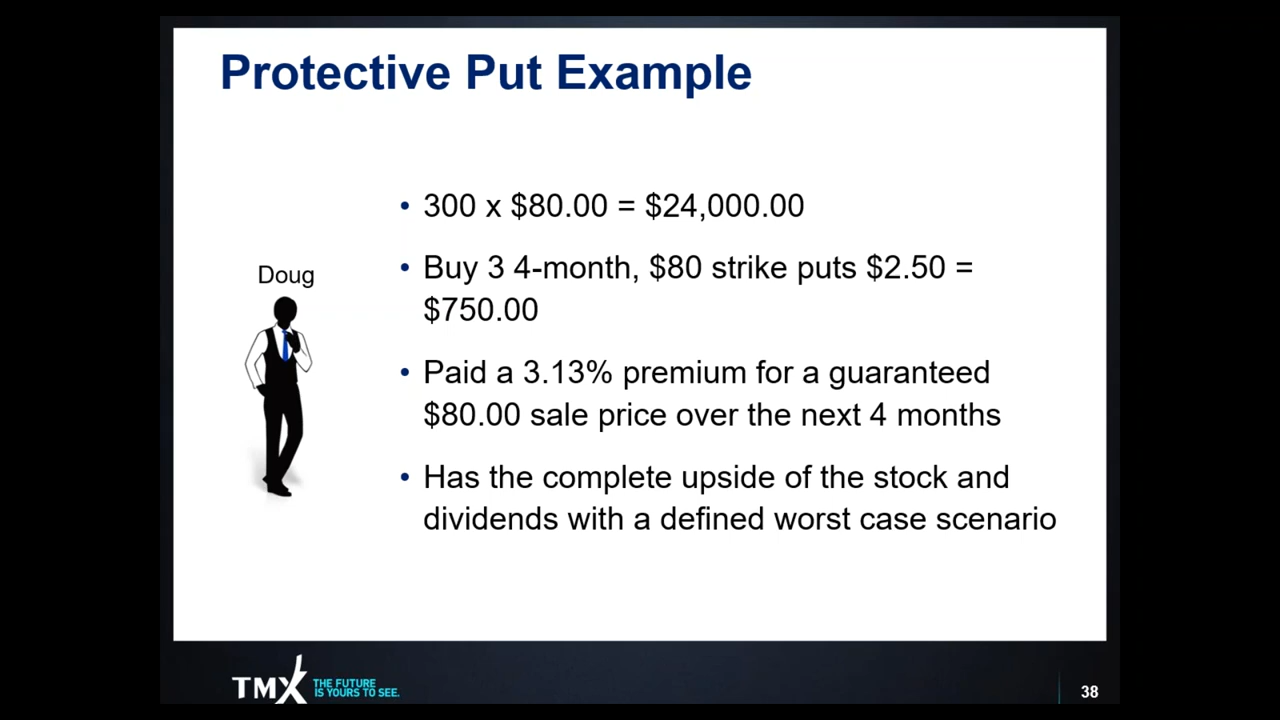 Protective Put Example
• 300 x $80.00 = $24,000.00
• Buy 3 4-month, $80 strike puts $2.50 =
$750.00
Doug
• Paid a 3.13% premium for a guaranteed
$80.00 sale price over the next 4 months
• Has the complete upside of the stock and
dividends with a defined worst case scenario
TMX THE FUTURE
IS YOURS TO SEE.
38